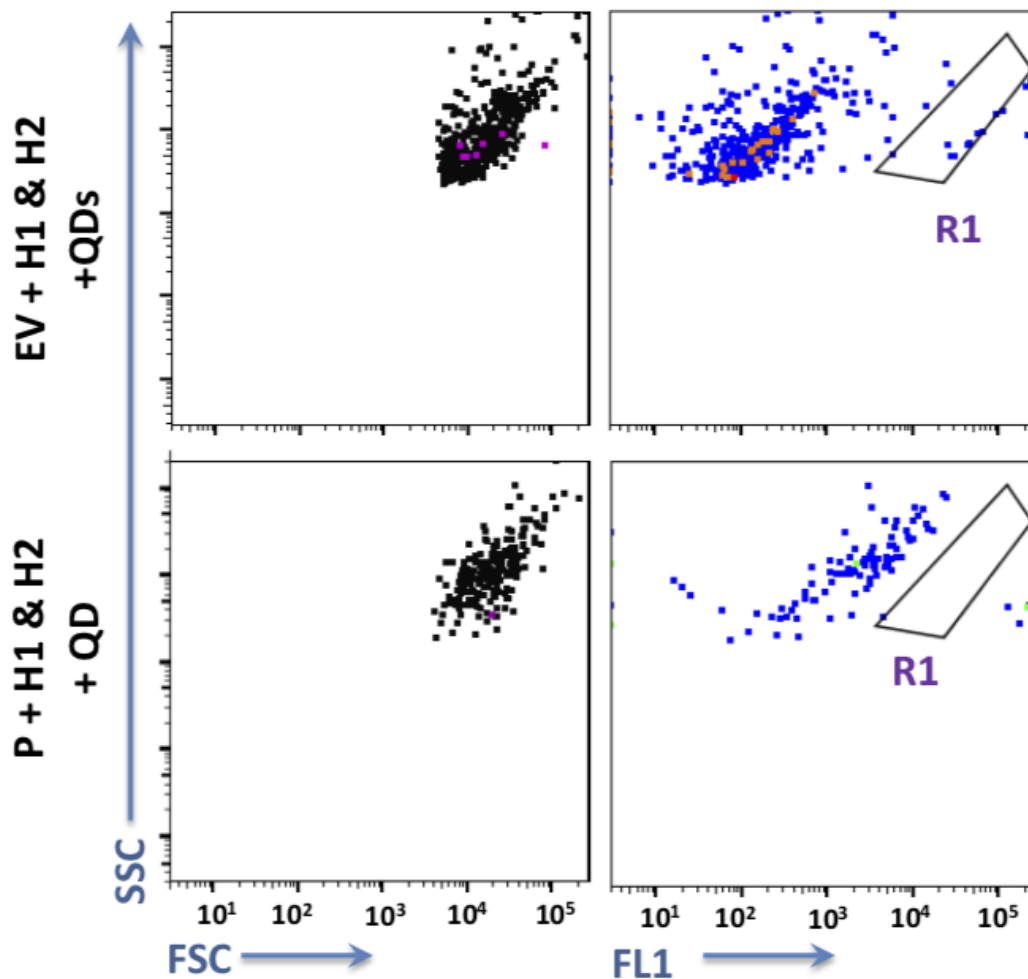 EV + H1 & H2
+QDs
R1
P + H1 & H2
+ QD
R1
SSC
10¹ 10² 10³ 10⁴ 10⁵
10¹ 10² 10³ 10⁴ 10⁵
FSC
FL1